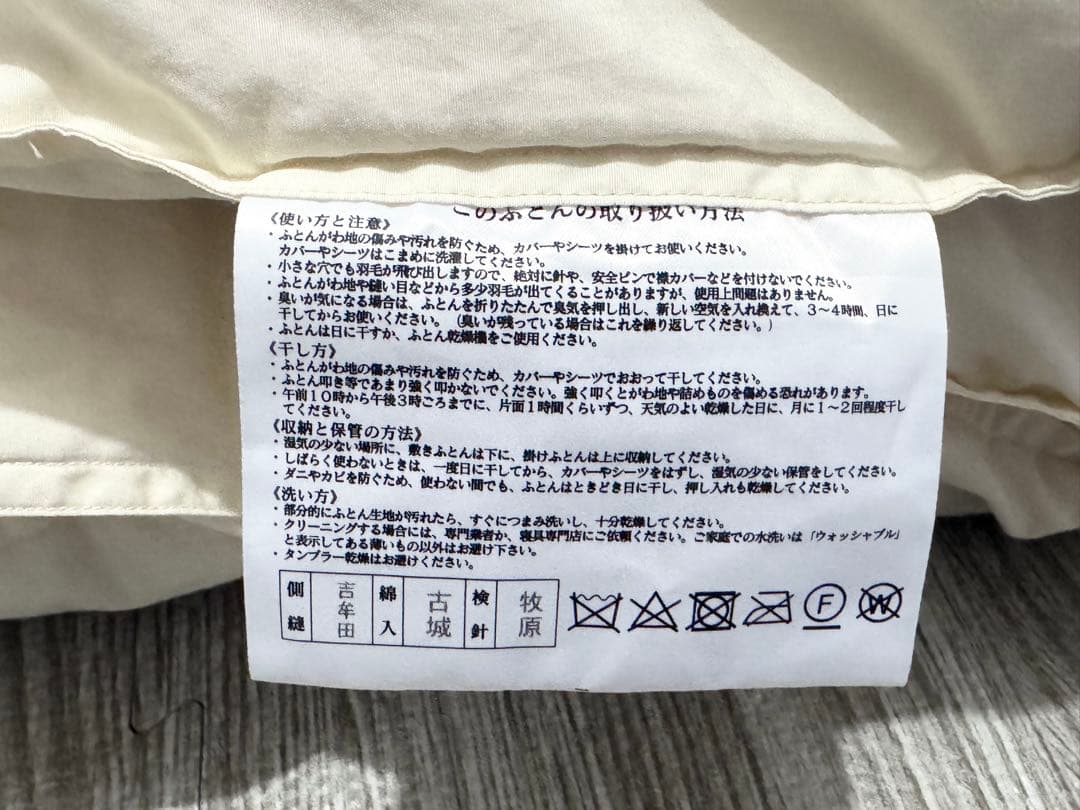 このふとんの取り扱い方法
《使い方と注意》
・ふとんがわ地の傷みや汚れを防ぐため、カバーやシーツを掛けてお使いください。
カバーやシーツはこまめに洗濯してください。
・小さな穴でも羽毛が飛び出しますので、絶対に針や、安全ピンで襟カバーなどを付けないでください。
・ふとんがわ地や縫い目などから多少羽毛が出てくることがありますが、使用上問題はありません。
・臭いが気になる場合は、ふとんを折りたたんで臭気を押し出し、新しい空気を入れ換えて、3〜4時間、日に
干してからお使いください。（臭いが残っている場合はこれを繰り返してください。）
・ふとんは日に干すか、ふとん乾燥機をご使用ください。
《干し方》
・ふとんがわ地の傷みや汚れを防ぐため、カバーやシーツでおおって干してください。
・ふとん叩き等であまり強く叩かないでください。強く叩くとがわ地や詰めものを傷める恐れがあります。
・午前10時から午後3時ごろまでに、片面1時間くらいずつ、天気のよい乾燥した日に、月に1〜2回程度干し
てください。
《収納と保管の方法》
・湿気の少ない場所に、敷きふとんは下に、掛けふとんは上に収納してください。
・しばらく使わないときは、一度日に干してから、カバーやシーツをはずし、湿気の少ない保管をしてください。
・ダニやカビを防ぐため、使わない間でも、ふとんはときどき日に干し、押し入れも乾燥してください。
《洗い方》
・部分的にふとん生地が汚れたら、すぐにつまみ洗いし、十分乾燥してください。
・クリーニングする場合には、専門業者か、寝具専門店にご依頼ください。ご家庭での水洗いは「ウォッシャブル」
と表示してある薄いもの以外はお避け下さい。
・タンブラー乾燥はお避けください。
側縫 吉牟田 綿入 古城 検針 牧原 F W